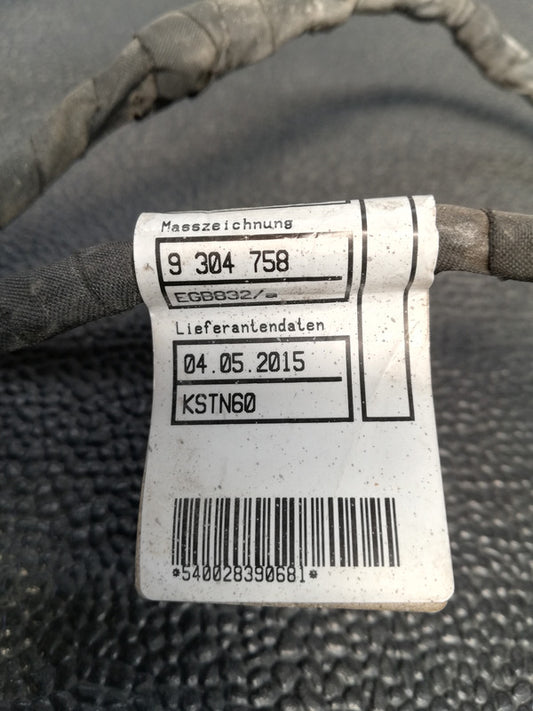 Masszeichnung
9 304 758
EGB832/a
Lieferantendaten
04.05.2015
KSTN60
*540028390681*